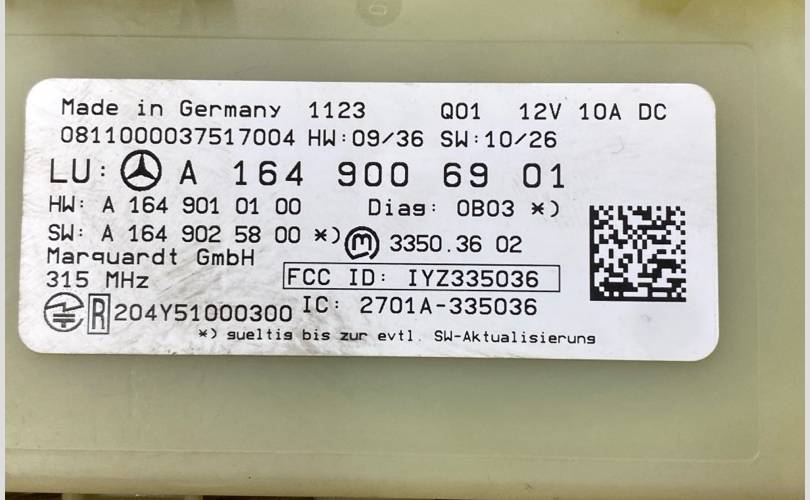 Made in Germany 1123 Q01 12V 10A DC
0811000037517004 HW:09/36 SW:10/26
LU: A 164 900 69 01
HW: A 164 901 01 00 Diag: 0B03 *)
SW: A 164 902 58 00 *) 3350.36 02
Marquardt GmbH
315 MHz FCC ID: IYZ335036
R 204Y51000300 IC: 2701A-335036
*) gueltig bis zur evtl. SW-Aktualisierung